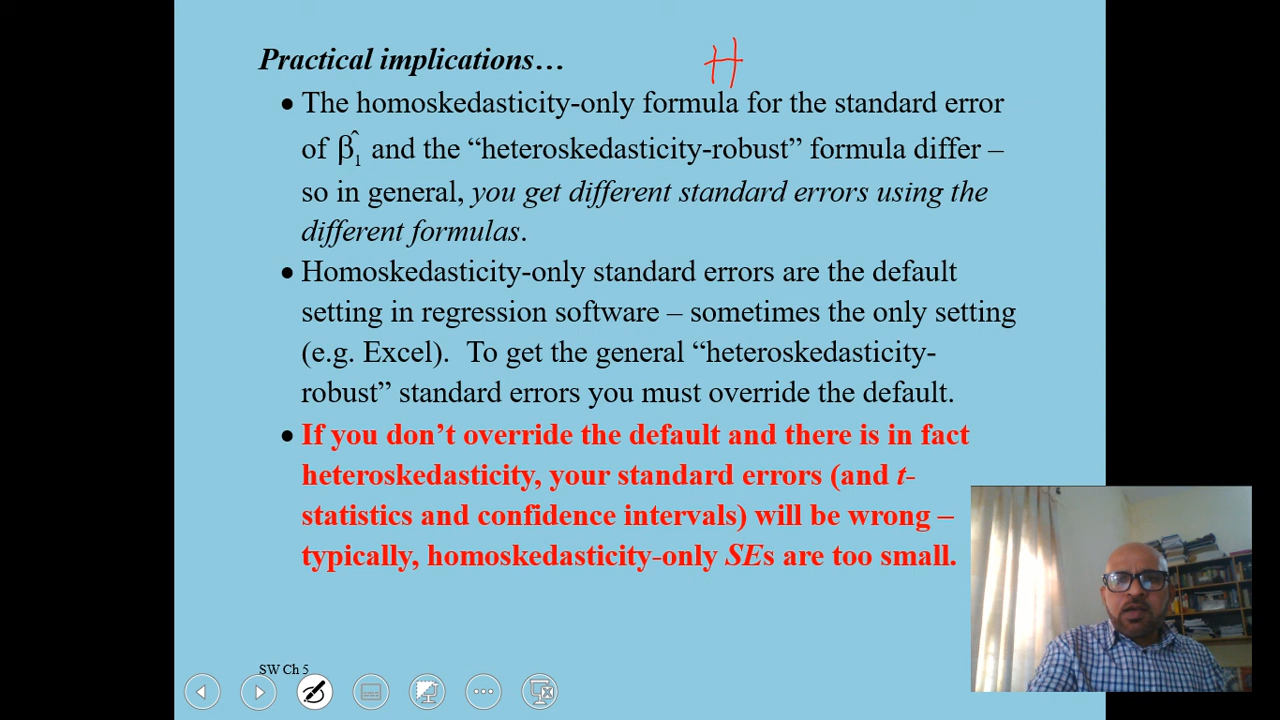 Practical implications…
H
• The homoskedasticity-only formula for the standard error
of β̂₁ and the “heteroskedasticity-robust” formula differ –
so in general, you get different standard errors using the
different formulas.
• Homoskedasticity-only standard errors are the default
setting in regression software – sometimes the only setting
(e.g. Excel). To get the general “heteroskedasticity-
robust” standard errors you must override the default.
• If you don’t override the default and there is in fact
heteroskedasticity, your standard errors (and t-
statistics and confidence intervals) will be wrong –
typically, homoskedasticity-only SEs are too small.
SW Ch 5